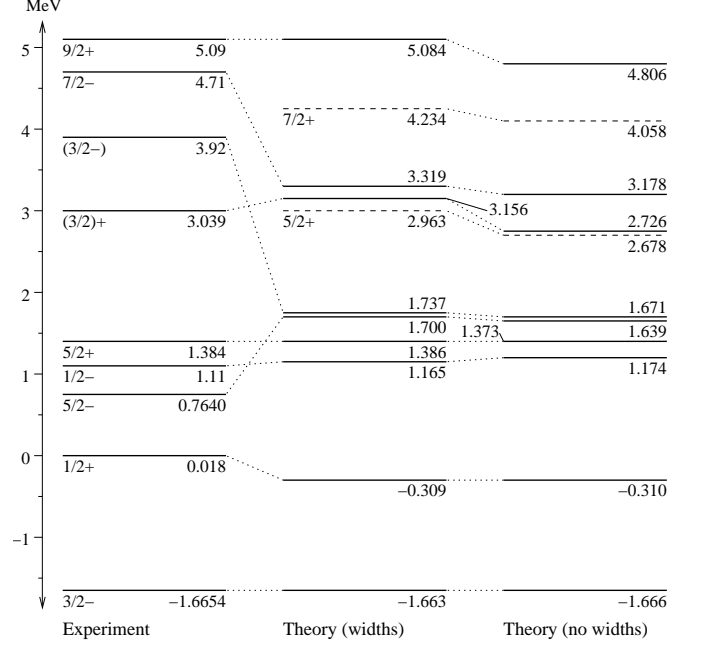 MeV
5
9/2+ 5.09 5.084
7/2− 4.71 4.806
4
7/2+ 4.234 4.058
(3/2−) 3.92
3.319 3.178
3
(3/2)+ 3.039 5/2+ 2.963 3.156 2.726
2.678
2
1.737 1.671
1.700 1.373 1.639
5/2+ 1.384 1.386
1
1/2− 1.11 1.165 1.174
5/2− 0.7640
0
1/2+ 0.018
−0.309 −0.310
−1
3/2− −1.6654 −1.663 −1.666
Experiment Theory (widths) Theory (no widths)